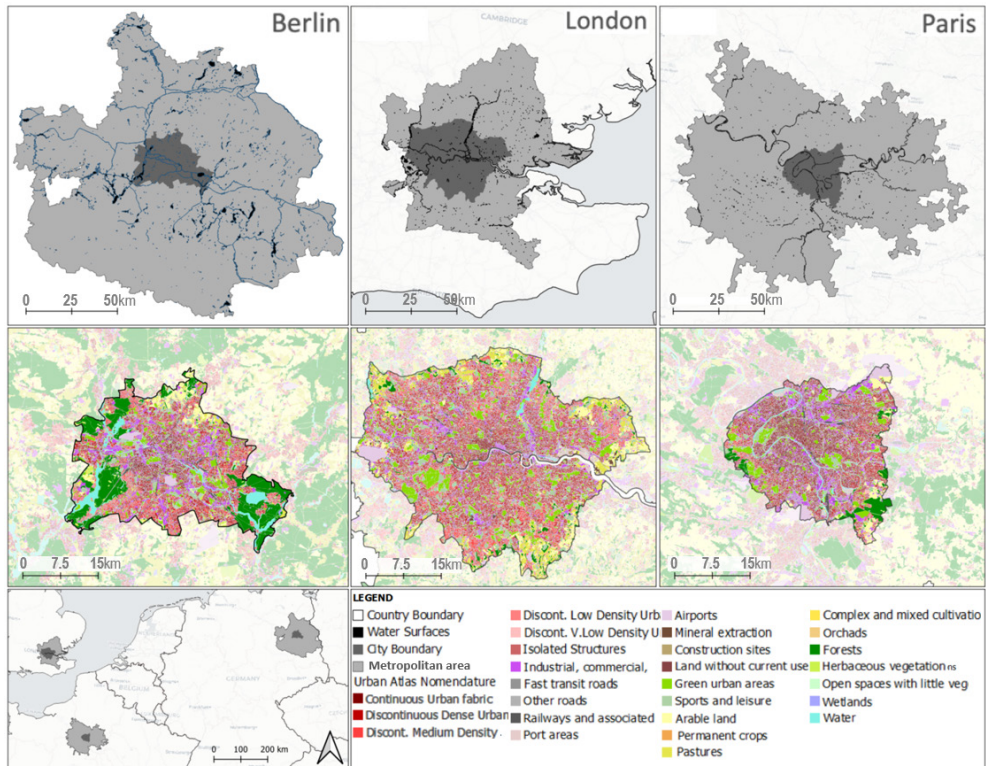 Berlin
London
Paris
CAMBRIDGE
0 25 50km
0 25 50km
0 25 50km
0 7.5 15km
0 7.5 15km
0 7.5 15km
GERMANY
BELGIUM
0 100 200 km
LEGEND
Country Boundary
Water Surfaces
City Boundary
Metropolitan area
Urban Atlas Nomenclature
Continuous Urban fabric
Discontinuous Dense Urban
Discont. Medium Density
Discont. Low Density Urb
Discont. V.Low Density U
Isolated Structures
Industrial, commercial,
Fast transit roads
Other roads
Railways and associated
Port areas
Airports
Mineral extraction
Construction sites
Land without current use
Green urban areas
Sports and leisure
Arable land
Permanent crops
Pastures
Complex and mixed cultivatio
Orchads
Forests
Herbaceous vegetation ns
Open spaces with little veg
Wetlands
Water